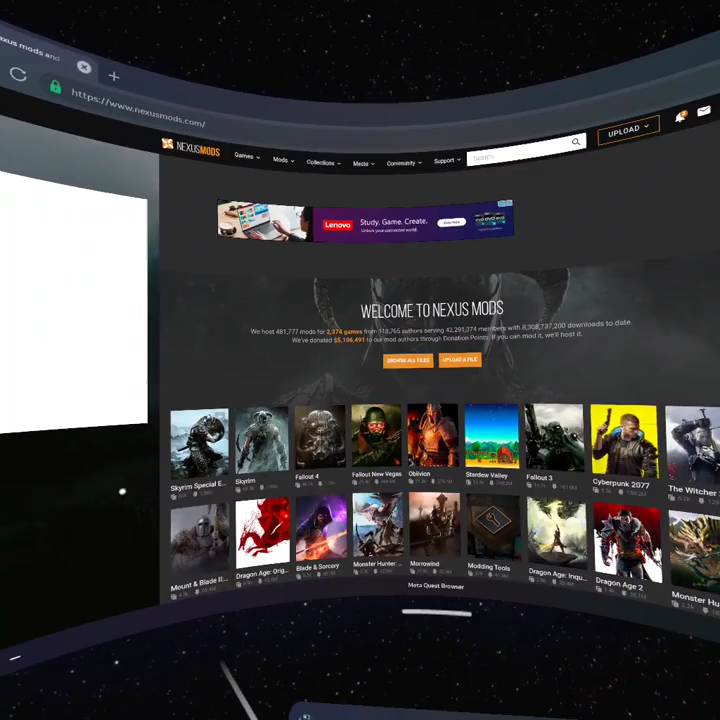 exus mods and
https://www.nexusmods.com/
NEXUSMODS
Games
Mods
Collections
Media
Community
Support
Search
UPLOAD
Lenovo
Study. Game. Create.
Unlock your connected world.
WELCOME TO NEXUS MODS
We host 481,777 mods for 2,374 games from 118,765 authors serving 42,291,374 members with 8,308,737,200 downloads to date.
We've donated $5,106,491 to our mod authors through Donation Points. If you can mod it, we'll host it.
BROWSE ALL FILES
UPLOAD A FILE
Skyrim Special E...
Skyrim
Fallout 4
Fallout New Vegas
Oblivion
Stardew Valley
Fallout 3
Cyberpunk 2077
The Witcher
Mount & Blade II:...
Dragon Age: Orig...
Blade & Sorcery
Monster Hunter: ...
Morrowind
Modding Tools
Dragon Age: Inqu...
Dragon Age 2
Monster Hu
Meta Quest Browser